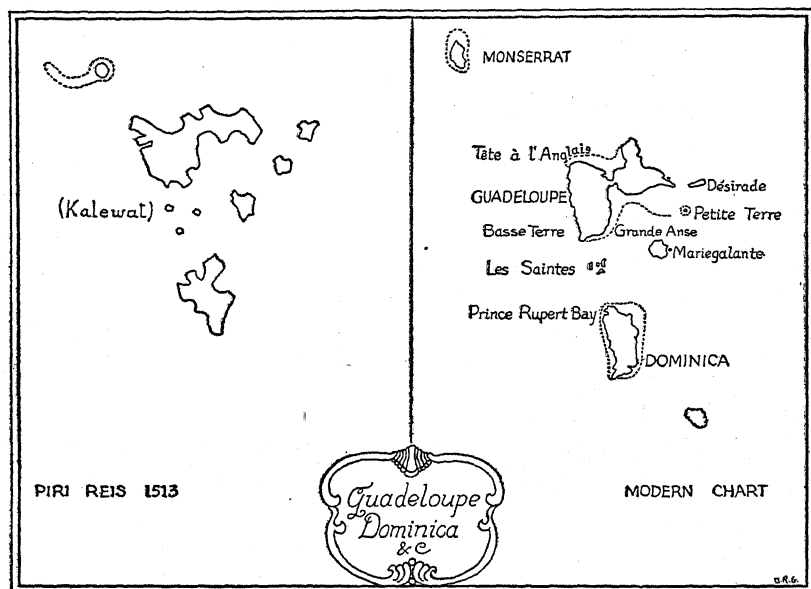 (Kalewat)
PIRI REIS 1513
MONSERRAT
Tête à l'Anglais
GUADELOUPE
Désirade
Petite Terre
Basse Terre
Grande Anse
Mariegalante
Les Saintes
Prince Rupert Bay
DOMINICA
MODERN CHART
Guadeloupe
Dominica
& C
D.R.G.